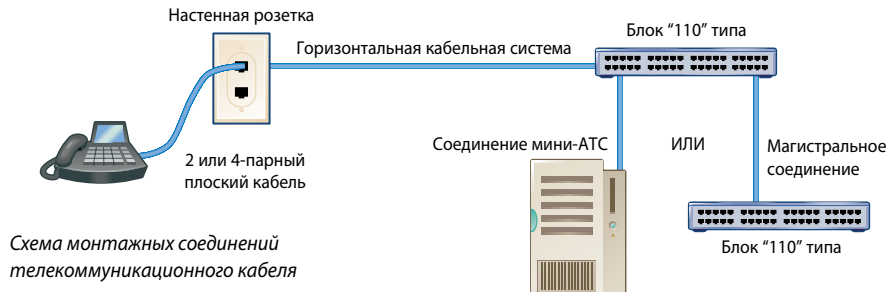 Настенная розетка
Блок “110” типа
Горизонтальная кабельная система
Соединение мини-АТС
ИЛИ
Магистральное
соединение
2 или 4-парный
плоский кабель
Блок “110” типа
Схема монтажных соединений
телекоммуникационного кабеля